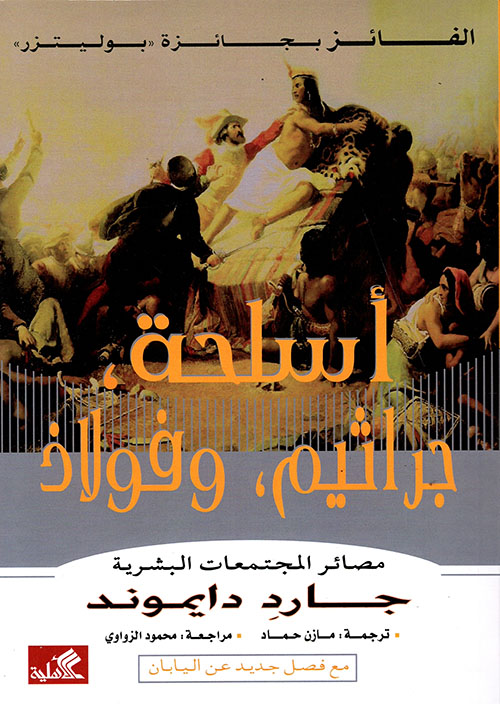 الفائز بجائزة «بوليتزر»
أسلحة،
جراثيم، وفولاذ
مصائر المجتمعات البشرية
جارد دايموند
▪ ترجمة: مازن حماد ▪ مراجعة: محمود الزواوي
مع فصل جديد عن اليابان
الأهلية